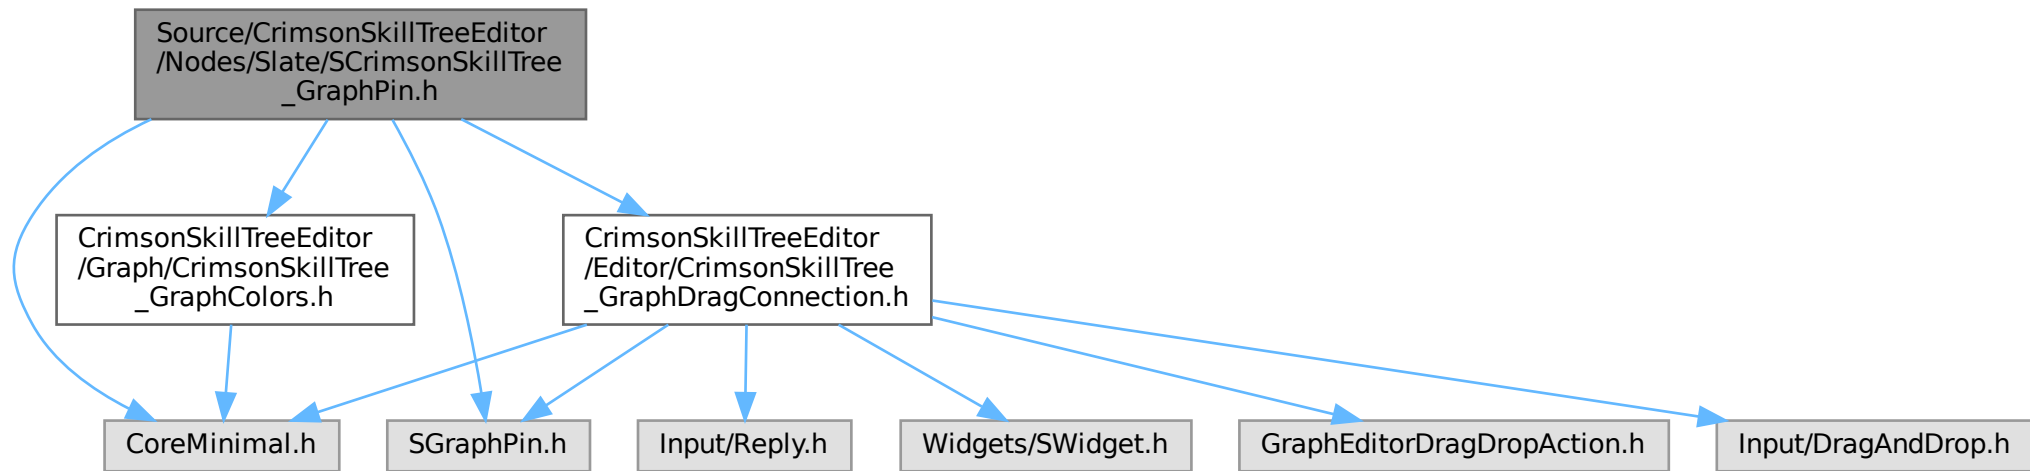 Source/CrimsonSkillTreeEditor
/Nodes/Slate/SCrimsonSkillTree
_GraphPin.h
CrimsonSkillTreeEditor
/Graph/CrimsonSkillTree
_GraphColors.h
CrimsonSkillTreeEditor
/Editor/CrimsonSkillTree
_GraphDragConnection.h
CoreMinimal.h
SGraphPin.h
Input/Reply.h
Widgets/SWidget.h
GraphEditorDragDropAction.h
Input/DragAndDrop.h